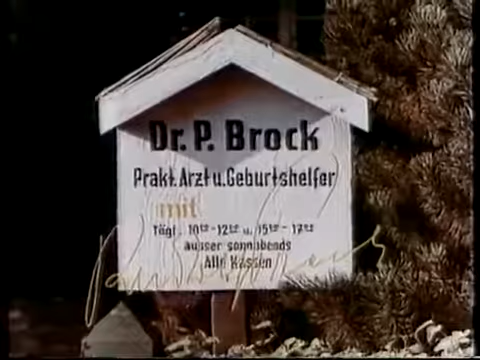 Dr. P. Brock
Prakt. Arzt u. Geburtshelfer
mit
Tägl. 10⁰⁰-12⁰⁰ u. 15⁰⁰-17⁰⁰
ausser sonnabends
Alle Kassen